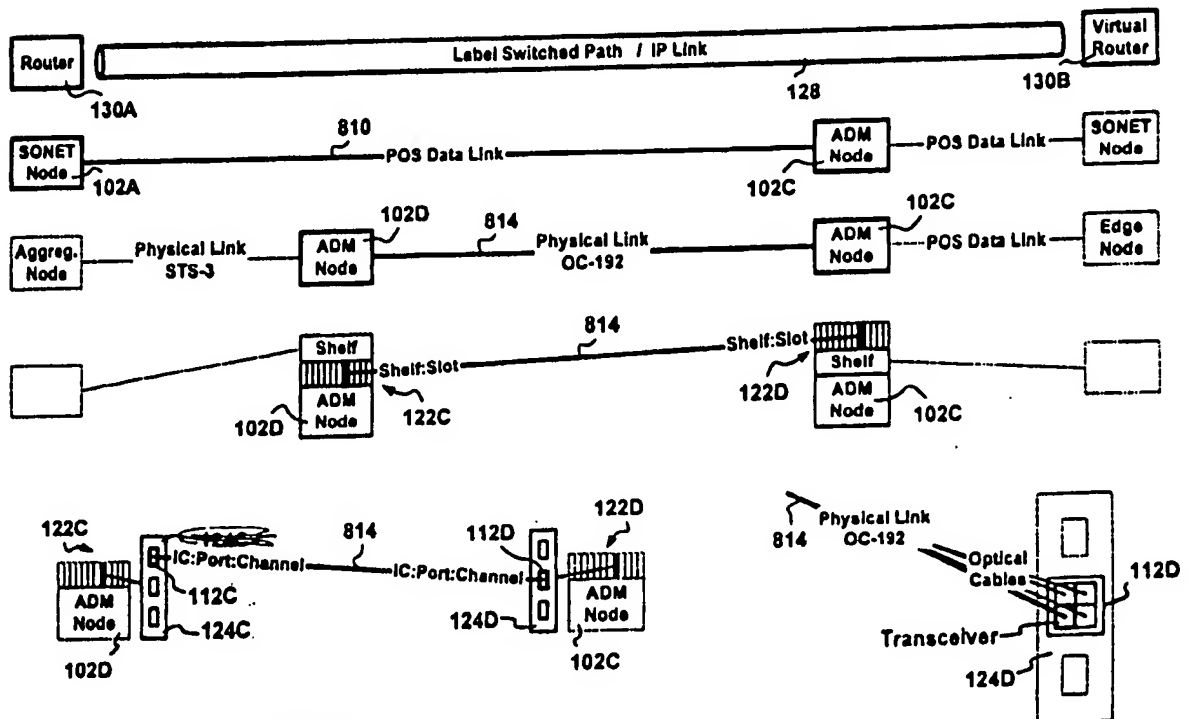 Router
130A
Label Switched Path / IP Link
128
Virtual
Router
130B
SONET
Node
102A
810
POS Data Link
ADM
Node
102C
POS Data Link
SONET
Node
Aggreg.
Node
Physical Link
STS-3
ADM
Node
102D
814
Physical Link
OC-192
ADM
Node
102C
POS Data Link
Edge
Node
Shelf
Shelf:Slot
ADM
Node
102D
122C
814
Shelf:Slot
122D
Shelf
ADM
Node
102C
122C
ADM
Node
102D
IC:Port:Channel
112C
124C
814
112D
IC:Port:Channel
124D
122D
ADM
Node
102C
814
Physical Link
OC-192
Optical
Cables
Transceiver
112D
124D